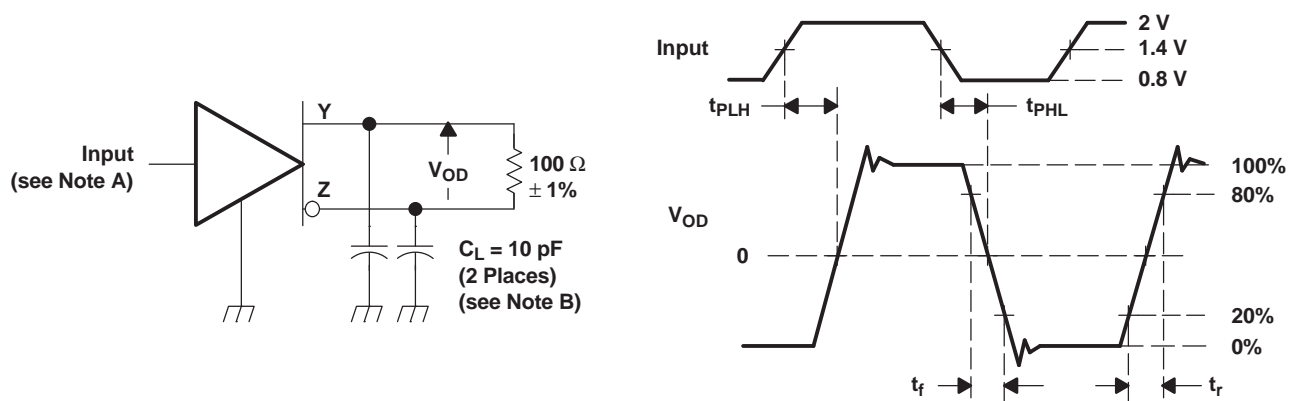 Input
(see Note A)
Y
Z
V_OD
100 Ω
± 1%
C_L = 10 pF
(2 Places)
(see Note B)
Input
2 V
1.4 V
0.8 V
t_PLH
t_PHL
V_OD
0
100%
80%
20%
0%
t_f
t_r